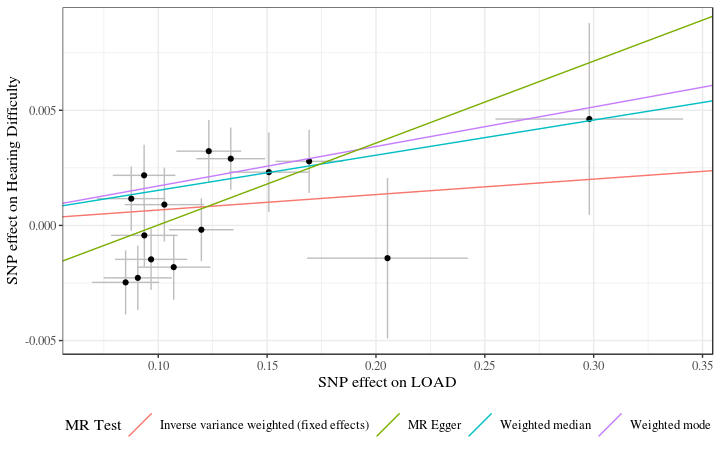 SNP effect on Hearing Difficulty
0.005
0.000
-0.005
0.10 0.15 0.20 0.25 0.30 0.35
SNP effect on LOAD
MR Test Inverse variance weighted (fixed effects) MR Egger Weighted median Weighted mode